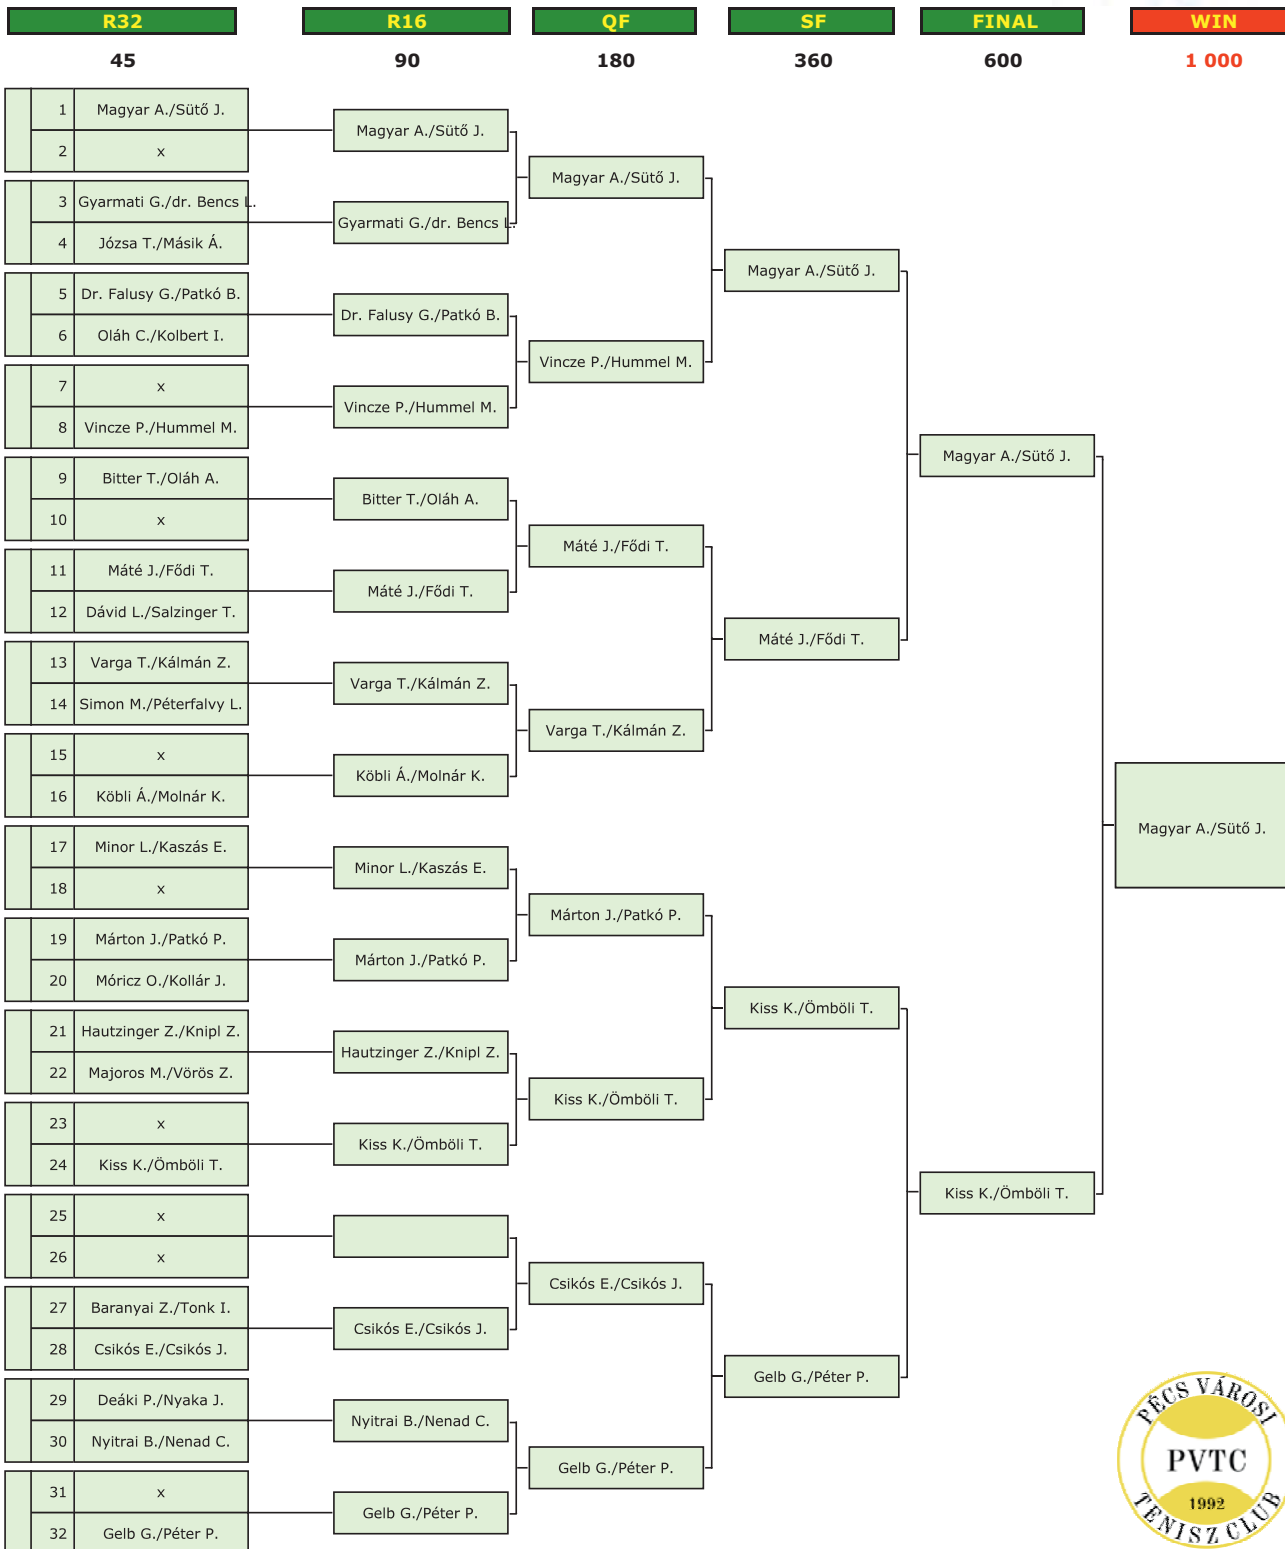 R32 R16 QF SF FINAL WIN
45 90 180 360 600 1 000
1 Magyar A./Sütő J.
2 x
3 Gyarmati G./dr. Bencs L.
4 Józsa T./Másik Á.
5 Dr. Falusy G./Patkó B.
6 Oláh C./Kolbert I.
7 x
8 Vincze P./Hummel M.
9 Bitter T./Oláh A.
10 x
11 Máté J./Fődi T.
12 Dávid L./Salzinger T.
13 Varga T./Kálmán Z.
14 Simon M./Péterfalvy L.
15 x
16 Köbli Á./Molnár K.
17 Minor L./Kaszás E.
18 x
19 Márton J./Patkó P.
20 Móricz O./Kollár J.
21 Hautzinger Z./Knipl Z.
22 Majoros M./Vörös Z.
23 x
24 Kiss K./Ömböli T.
25 x
26 x
27 Baranyai Z./Tonk I.
28 Csikós E./Csikós J.
29 Deáki P./Nyaka J.
30 Nyitrai B./Nenad C.
31 x
32 Gelb G./Péter P.
Magyar A./Sütő J.
Gyarmati G./dr. Bencs L.
Dr. Falusy G./Patkó B.
Vincze P./Hummel M.
Bitter T./Oláh A.
Máté J./Fődi T.
Varga T./Kálmán Z.
Köbli Á./Molnár K.
Minor L./Kaszás E.
Márton J./Patkó P.
Hautzinger Z./Knipl Z.
Kiss K./Ömböli T.
Csikós E./Csikós J.
Nyitrai B./Nenad C.
Gelb G./Péter P.
Magyar A./Sütő J.
Vincze P./Hummel M.
Máté J./Fődi T.
Varga T./Kálmán Z.
Márton J./Patkó P.
Kiss K./Ömböli T.
Csikós E./Csikós J.
Gelb G./Péter P.
Magyar A./Sütő J.
Máté J./Fődi T.
Kiss K./Ömböli T.
Gelb G./Péter P.
Magyar A./Sütő J.
Kiss K./Ömböli T.
Magyar A./Sütő J.
PÉCS VÁROSI
PVTC
1992
TENISZ CLUB